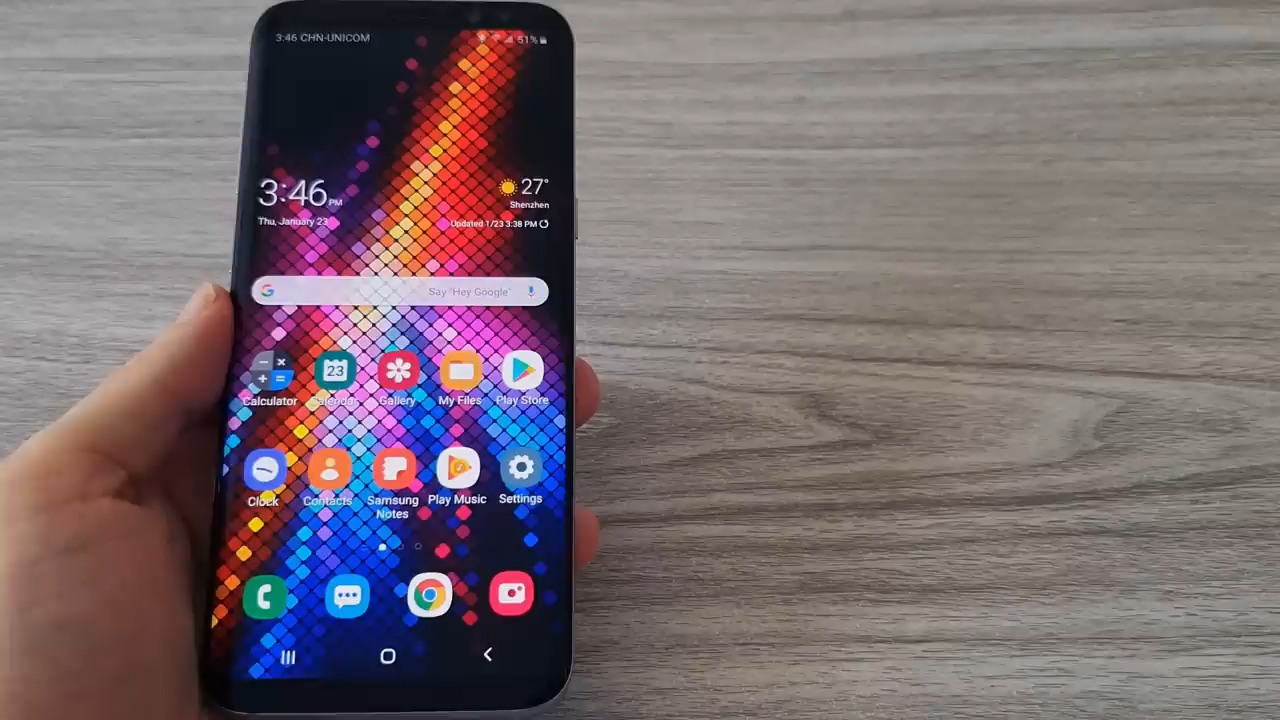 3:46 CHN-UNICOM
51%
3:46 PM
27°
Shenzhen
Thu, January 23
Updated 1/23 3:38 PM
G
Say "Hey Google"
23
Calculator
Calendar
Gallery
My Files
Play Store
Clock
Contacts
Samsung
Notes
Play Music
Settings